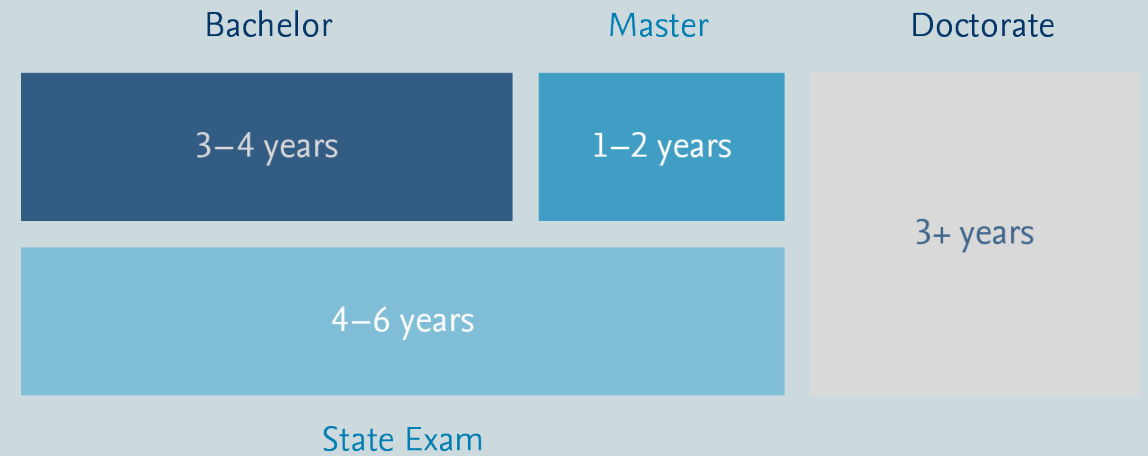 Bachelor
Master
Doctorate
3–4 years
1–2 years
3+ years
4–6 years
State Exam